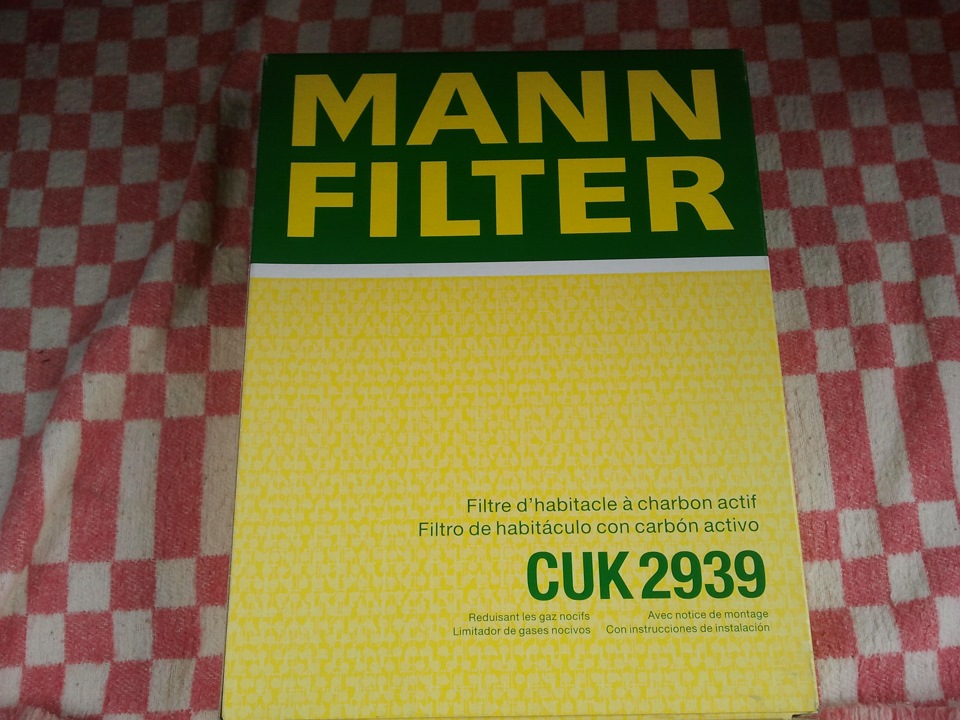 MANN
FILTER
Filtre d'habitacle à charbon actif
Filtro de habitáculo con carbón activo
CUK 2939
Reduisant les gaz nocifs
Limitador de gases nocivos
Avec notice de montage
Con instrucciones de instalación